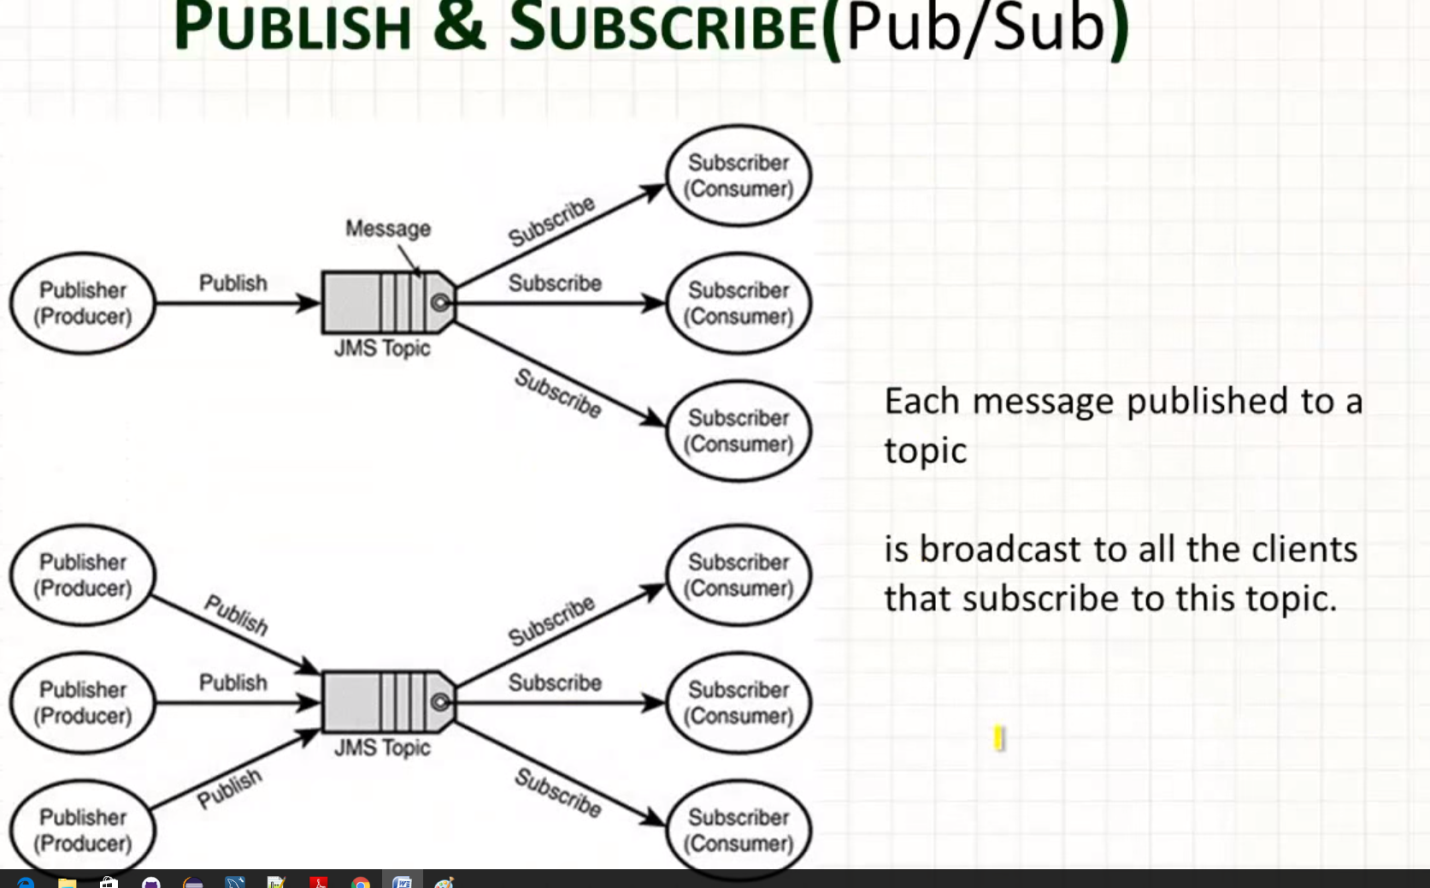 PUBLISH & SUBSCRIBE(Pub/Sub)
Message
Publisher
(Producer)
Publish
JMS Topic
Subscribe
Subscribe
Subscribe
Subscriber
(Consumer)
Subscriber
(Consumer)
Subscriber
(Consumer)
Each message published to a
topic
is broadcast to all the clients
that subscribe to this topic.
Publisher
(Producer)
Publisher
(Producer)
Publisher
(Producer)
Publish
Publish
Publish
JMS Topic
Subscribe
Subscribe
Subscribe
Subscriber
(Consumer)
Subscriber
(Consumer)
Subscriber
(Consumer)